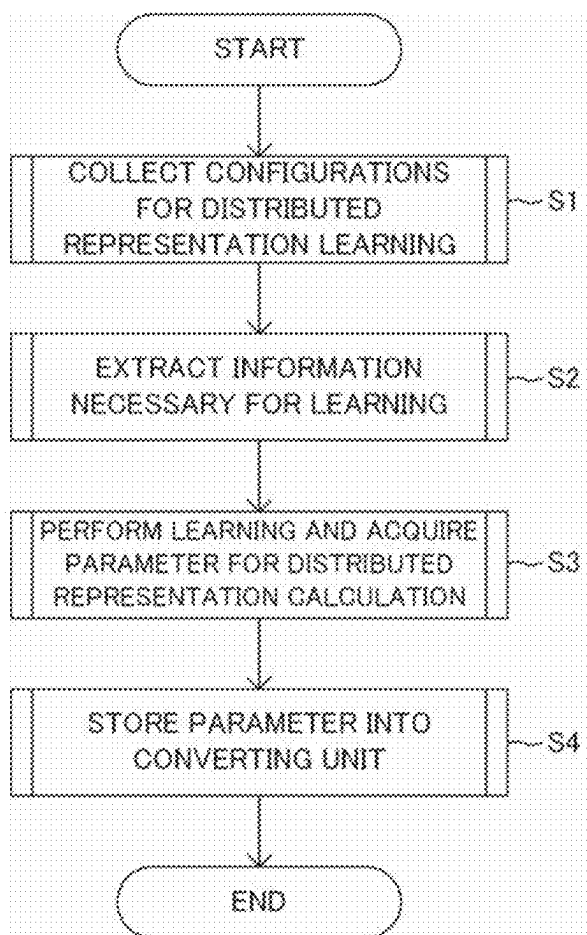 START
COLLECT CONFIGURATIONS
FOR DISTRIBUTED
REPRESENTATION LEARNING
S1
EXTRACT INFORMATION
NECESSARY FOR LEARNING
S2
PERFORM LEARNING AND ACQUIRE
PARAMETER FOR DISTRIBUTED
REPRESENTATION CALCULATION
S3
STORE PARAMETER INTO
CONVERTING UNIT
S4
END